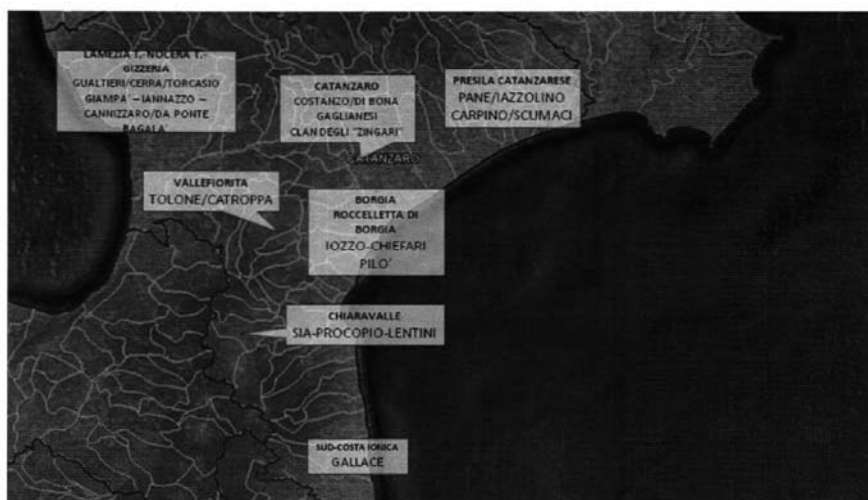 LAMEZIA T.-NOCERA T.-
GIZZERIA
GUALTIERI/CERRA/TORCASIO
GIAMPA' – IANNAZZO –
CANNIZZARO/DA PONTE
BAGALA'
CATANZARO
COSTANZO/DI BONA
GAGLIANESI
CLAN DEGLI "ZINGARI"
PRESILA CATANZARESE
PANE/IAZZOLINO
CARPINO/SCUMACI
CATANZARO
VALLEFIORITA
TOLONE/CATROPPA
BORGIA
ROCCELLETTA DI
BORGIA
IOZZO-CHIEFARI
PILO'
CHIARAVALLE
SIA-PROCOPIO-LENTINI
SUD-COSTA IONICA
GALLACE